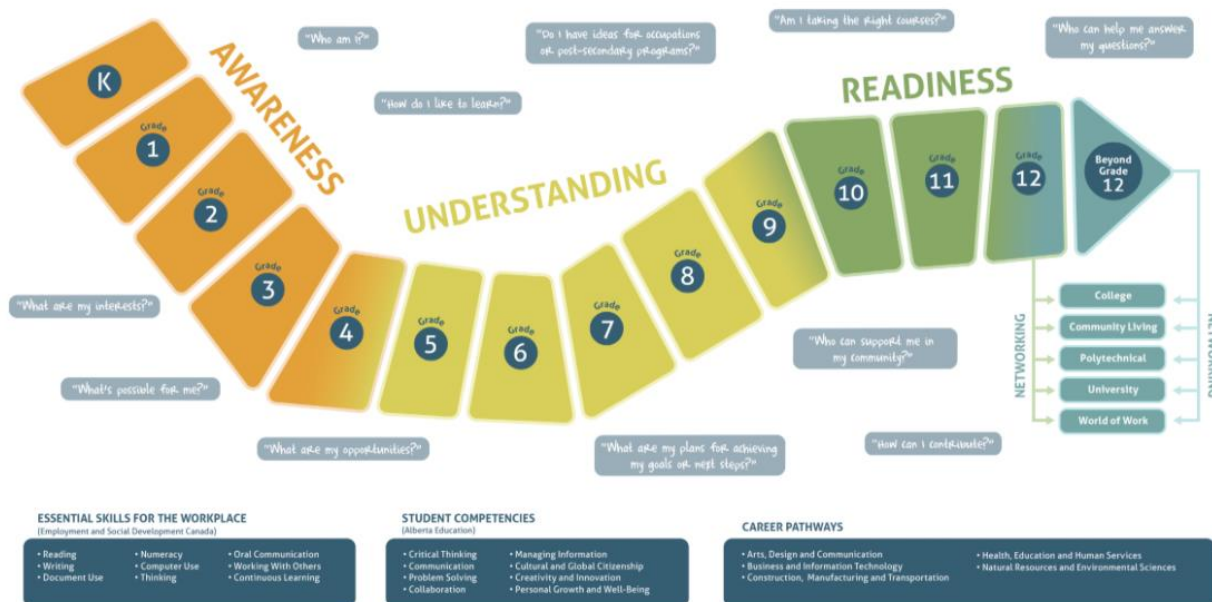 "Who am I?"
"Do I have ideas for occupations
or post-secondary programs?"
"Am I taking the right courses?"
"Who can help me answer
my questions?"
"How do I like to learn?"
AWARENESS
UNDERSTANDING
READINESS
K
Grade
1
Grade
2
Grade
3
Grade
4
Grade
5
Grade
6
Grade
7
Grade
8
Grade
9
Grade
10
Grade
11
Grade
12
Beyond
Grade
12
"What are my interests?"
"What's possible for me?"
"What are my opportunities?"
"What are my plans for achieving
my goals or next steps?"
"Who can support me in
my community?"
"How can I contribute?"
NETWORKING
College
Community Living
Polytechnical
University
World of Work
NETWORKING
ESSENTIAL SKILLS FOR THE WORKPLACE
(Employment and Social Development Canada)
• Reading
• Writing
• Document Use
• Numeracy
• Computer Use
• Thinking
• Oral Communication
• Working With Others
• Continuous Learning
STUDENT COMPETENCIES
(Alberta Education)
• Critical Thinking
• Communication
• Problem Solving
• Collaboration
• Managing Information
• Cultural and Global Citizenship
• Creativity and Innovation
• Personal Growth and Well-Being
CAREER PATHWAYS
• Arts, Design and Communication
• Business and Information Technology
• Construction, Manufacturing and Transportation
• Health, Education and Human Services
• Natural Resources and Environmental Sciences